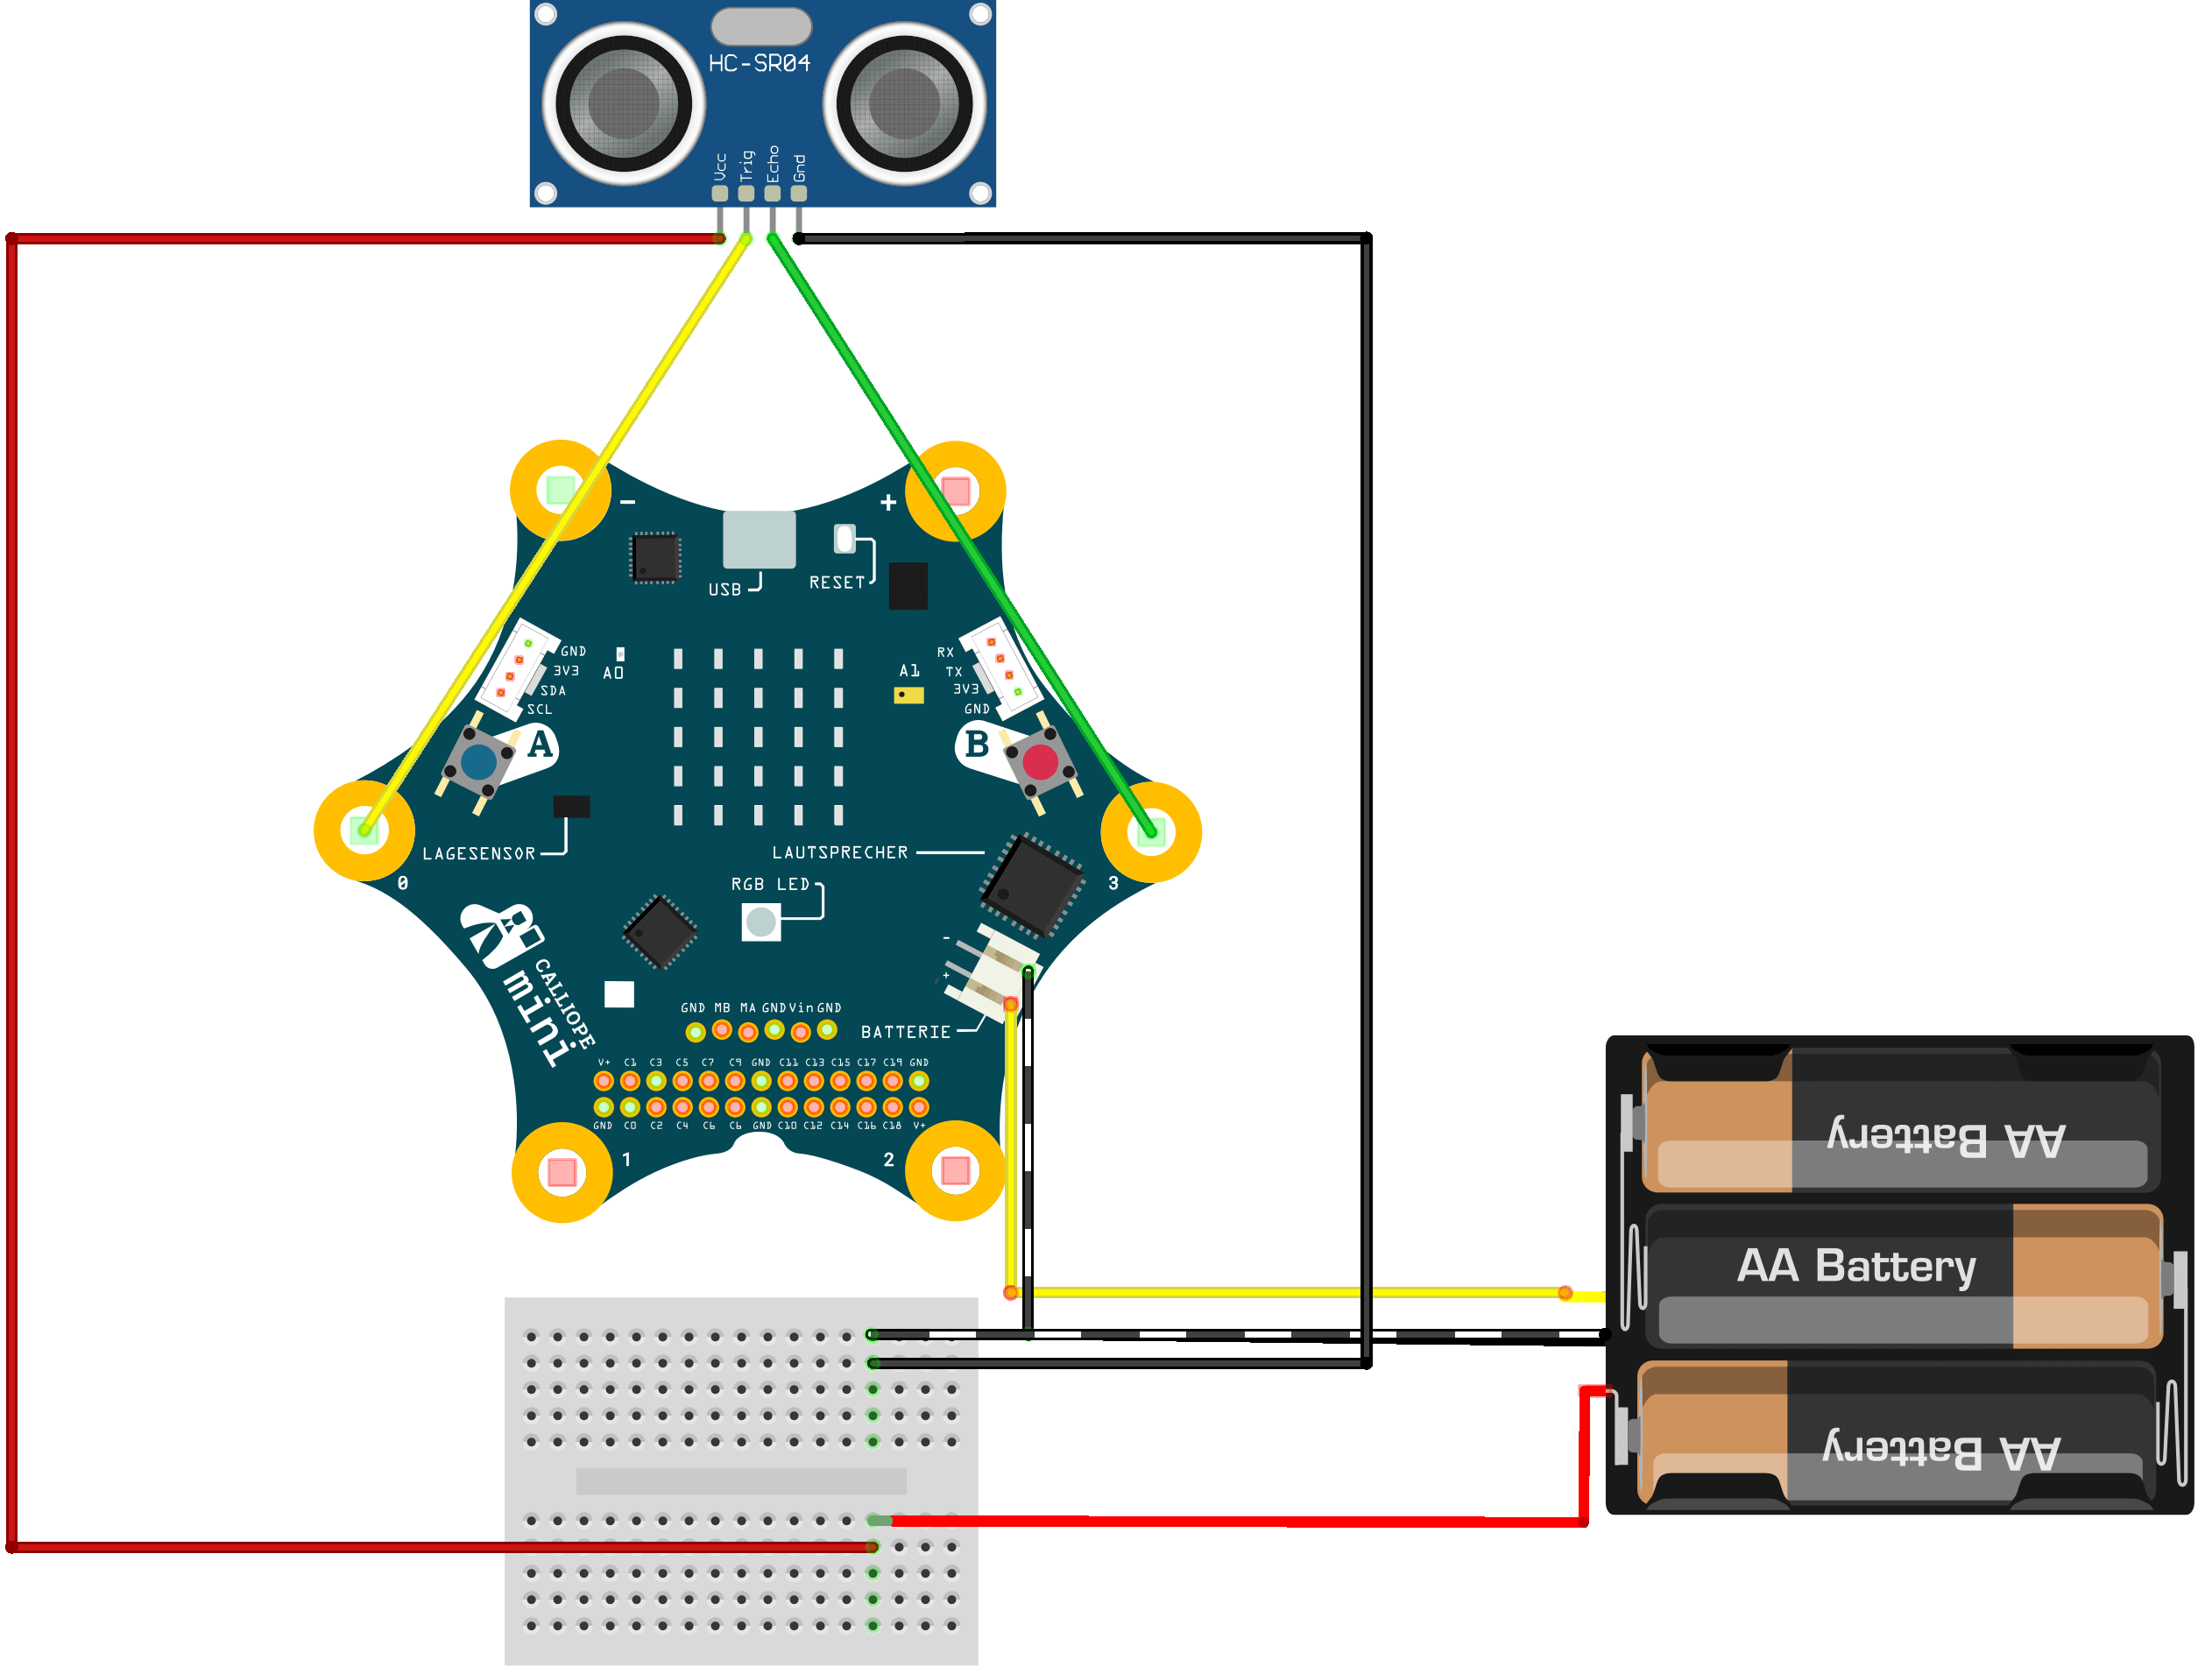 HC-SR04
Vcc
Trig
Echo
Gnd
- +
USB
RESET
GND
3V3
SDA
SCL
A0
A1
RX
TX
3V3
GND
A
B
LAGESENSOR
LAUTSPRECHER
0
3
RGB LED
-
+
CALLIOPE
mini
GND MB MA GND Vin GND
BATTERIE
V+ C1 C3 C5 C7 C9 GND C11 C13 C15 C17 C19 GND
GND C0 C2 C4 C6 C6 GND C10 C12 C14 C16 C18 V+
1
2
AA Battery
AA Battery
AA Battery